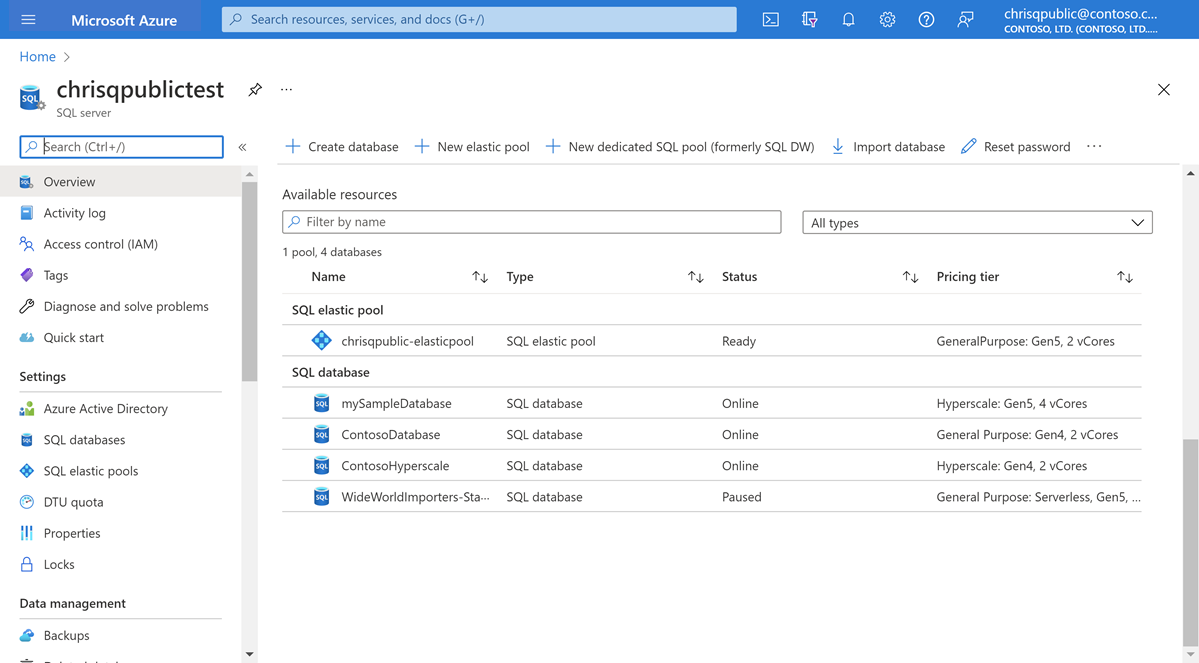 Microsoft Azure
Search resources, services, and docs (G+/)
chrisqpublic@contoso.c...
CONTOSO, LTD. (CONTOSO, LTD....
Home
chrisqpublictest
...
SQL server
Search (Ctrl+/)
«
Overview
Activity log
Access control (IAM)
Tags
Diagnose and solve problems
Quick start
Settings
Azure Active Directory
SQL databases
SQL elastic pools
DTU quota
Properties
Locks
Data management
Backups
Create database New elastic pool New dedicated SQL pool (formerly SQL DW) Import database Reset password ...
Available resources
Filter by name All types
1 pool, 4 databases
Name Type Status Pricing tier
SQL elastic pool
chrisqpublic-elasticpool SQL elastic pool Ready GeneralPurpose: Gen5, 2 vCores
SQL database
mySampleDatabase SQL database Online Hyperscale: Gen5, 4 vCores
ContosoDatabase SQL database Online General Purpose: Gen4, 2 vCores
ContosoHyperscale SQL database Online Hyperscale: Gen4, 2 vCores
WideWorldImporters-Sta... SQL database Paused General Purpose: Serverless, Gen5, ...